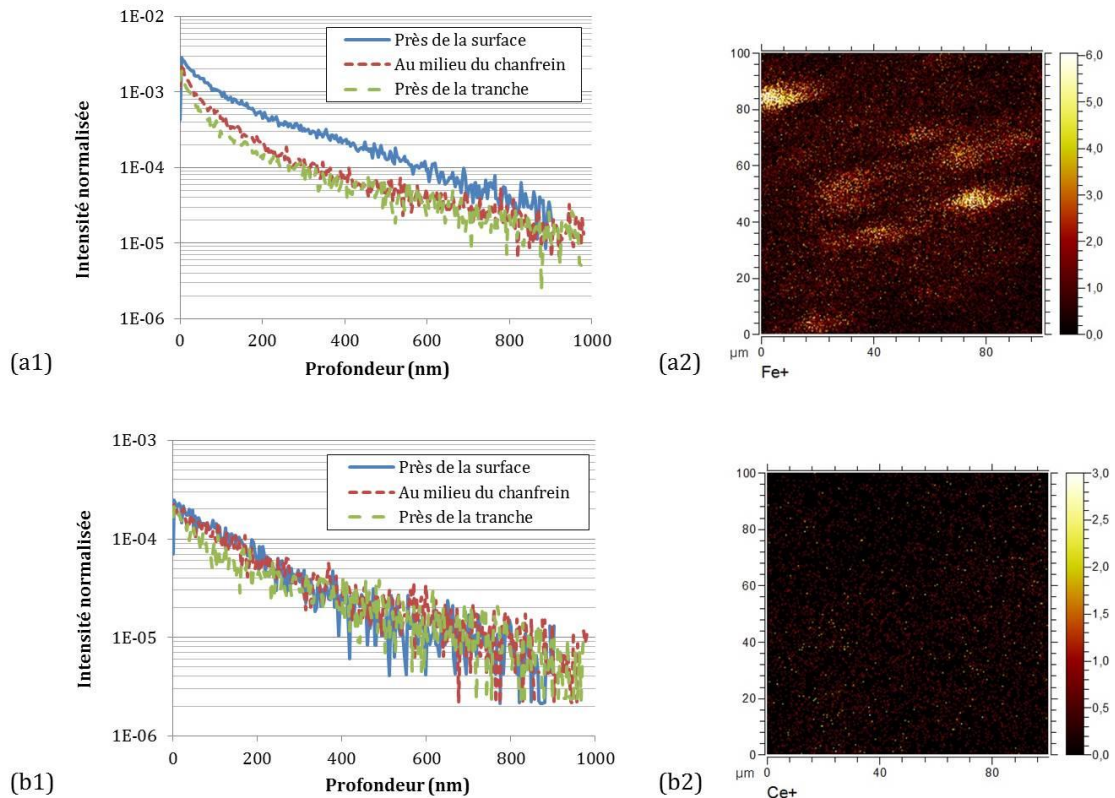 1E-02
1E-03
1E-04
1E-05
1E-06
Intensité normalisée
Près de la surface
Au milieu du chanfrein
Près de la tranche
0 200 400 600 800 1000
Profondeur (nm)
(a1)
100
80
60
40
20
0
µm 0 40 80
Fe+
6,0
5,0
4,0
3,0
2,0
1,0
0,0
(a2)
1E-03
1E-04
1E-05
1E-06
Intensité normalisée
Près de la surface
Au milieu du chanfrein
Près de la tranche
0 200 400 600 800 1000
Profondeur (nm)
(b1)
100
80
60
40
20
0
µm 0 40 80
Ce+
3,0
2,5
2,0
1,5
1,0
0,5
0,0
(b2)